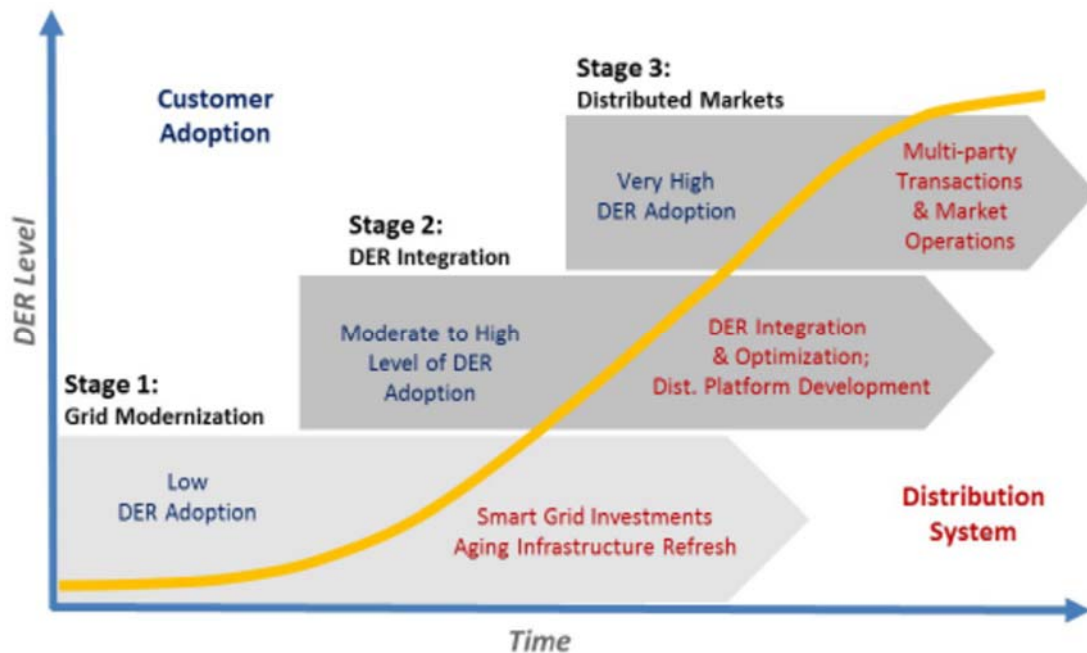 Customer
Adoption
Stage 3:
Distributed Markets
Very High
DER Adoption
Multi-party
Transactions
& Market
Operations
Stage 2:
DER Integration
Moderate to High
Level of DER
Adoption
DER Integration
& Optimization;
Dist. Platform Development
Stage 1:
Grid Modernization
Low
DER Adoption
Smart Grid Investments
Aging Infrastructure Refresh
Distribution
System
DER Level
Time